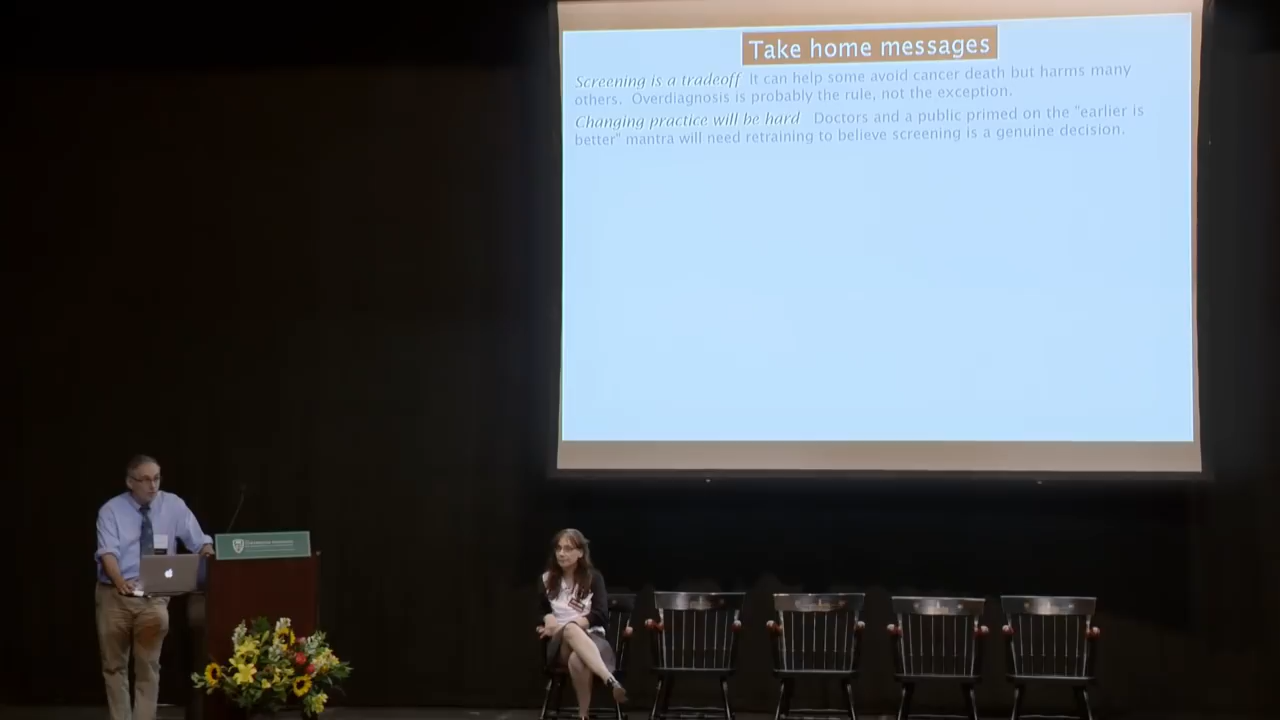 Take home messages
Screening is a tradeoff It can help some avoid cancer death but harms many
others. Overdiagnosis is probably the rule, not the exception.
Changing practice will be hard Doctors and a public primed on the "earlier is
better" mantra will need retraining to believe screening is a genuine decision.